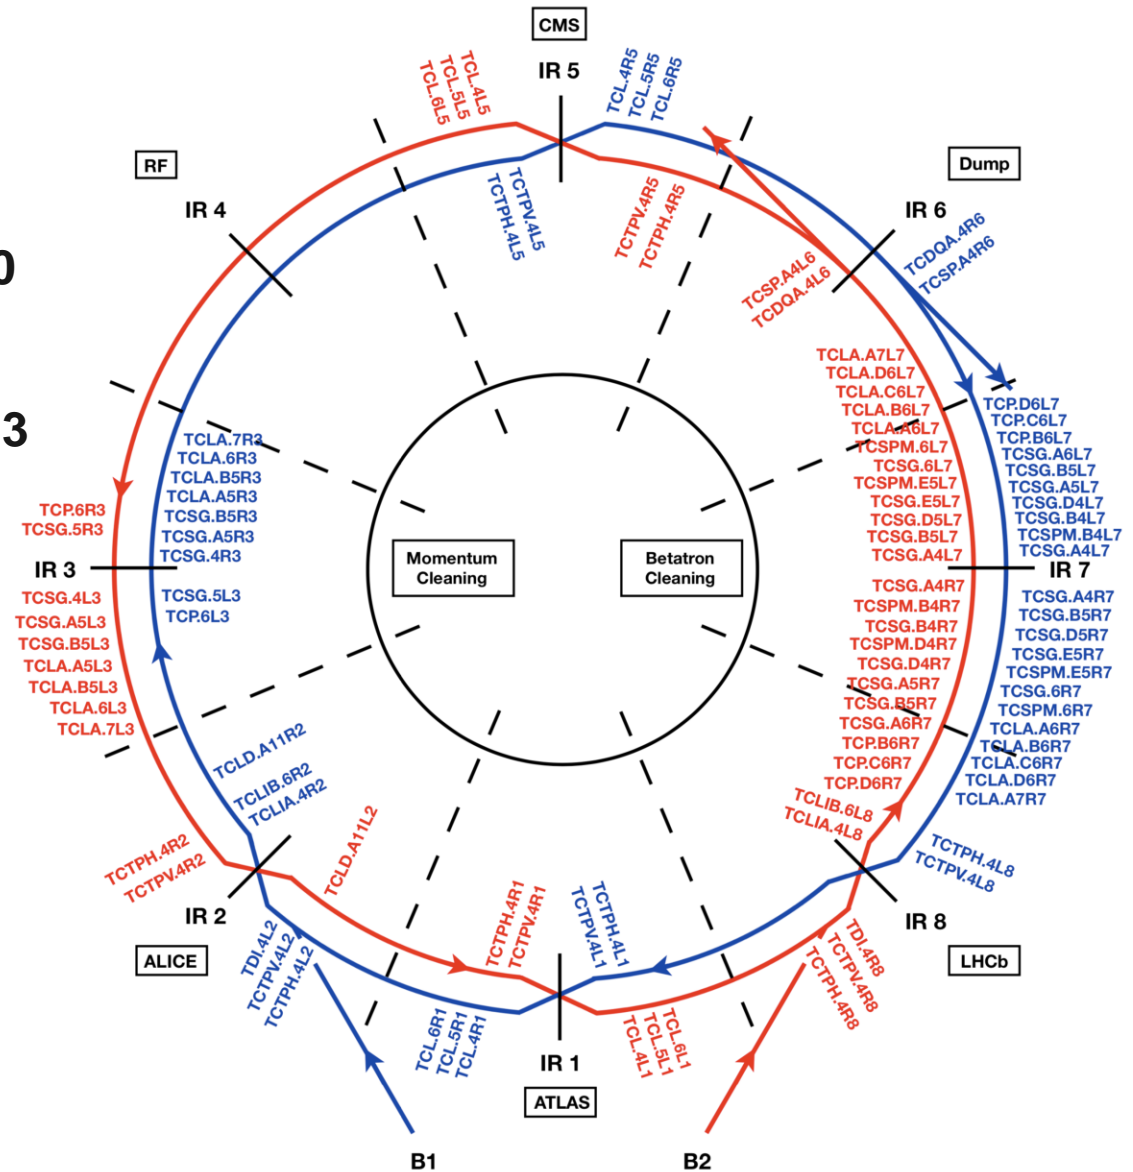 CMS
IR 5
TCL.6L5
TCL.5L5
TCL.4L5
TCL.4R5
TCL.5R5
TCL.6R5
RF
Dump
IR 4
IR 6
TCTPH.4L5
TCTPV.4L5
TCTPV.4R5
TCTPH.4R5
TCDQA.4R6
TCSP.A4R6
TCSP.A4L6
TCDQA.4L6
0
3
TCLA.A7L7
TCLA.D6L7
TCLA.C6L7
TCLA.B6L7
TCLA.A6L7
TCSPM.6L7
TCSG.6L7
TCSPM.E5L7
TCSG.E5L7
TCSG.D5L7
TCSG.B5L7
TCSG.A4L7
TCP.D6L7
TCP.C6L7
TCP.B6L7
TCSG.A6L7
TCSG.B5L7
TCSG.A5L7
TCSG.D4L7
TCSG.B4L7
TCSPM.B4L7
TCSG.A4L7
TCLA.7R3
TCLA.6R3
TCLA.B5R3
TCLA.A5R3
TCSG.B5R3
TCSG.A5R3
TCSG.4R3
TCP.6R3
TCSG.5R3
IR 3
Momentum
Cleaning
Betatron
Cleaning
IR 7
TCSG.4L3
TCSG.A5L3
TCSG.B5L3
TCLA.A5L3
TCLA.B5L3
TCLA.6L3
TCLA.7L3
TCSG.5L3
TCP.6L3
TCSG.A4R7
TCSPM.B4R7
TCSG.B4R7
TCSPM.D4R7
TCSG.D4R7
TCSG.A5R7
TCSG.B5R7
TCSG.A6R7
TCP.B6R7
TCP.C6R7
TCP.D6R7
TCSG.A4R7
TCSG.B5R7
TCSG.D5R7
TCSG.E5R7
TCSPM.E5R7
TCSG.6R7
TCSPM.6R7
TCLA.A6R7
TCLA.B6R7
TCLA.C6R7
TCLA.D6R7
TCLA.A7R7
TCLD.A11R2
TCLIB.6R2
TCLIA.4R2
TCLIB.6L8
TCLIA.4L8
TCTPH.4R2
TCTPV.4R2
TCLD.A11L2
TCTPH.4L8
TCTPV.4L8
IR 2
IR 8
ALICE
LHCb
TDI.4L2
TCTPV.4L2
TCTPH.4L2
TCTPH.4R1
TCTPV.4R1
TCTPH.4L1
TCTPV.4L1
TDI.4R8
TCTPV.4R8
TCTPH.4R8
TCL.6R1
TCL.5R1
TCL.4R1
TCL.4L1
TCL.5L1
TCL.6L1
IR 1
ATLAS
B1
B2